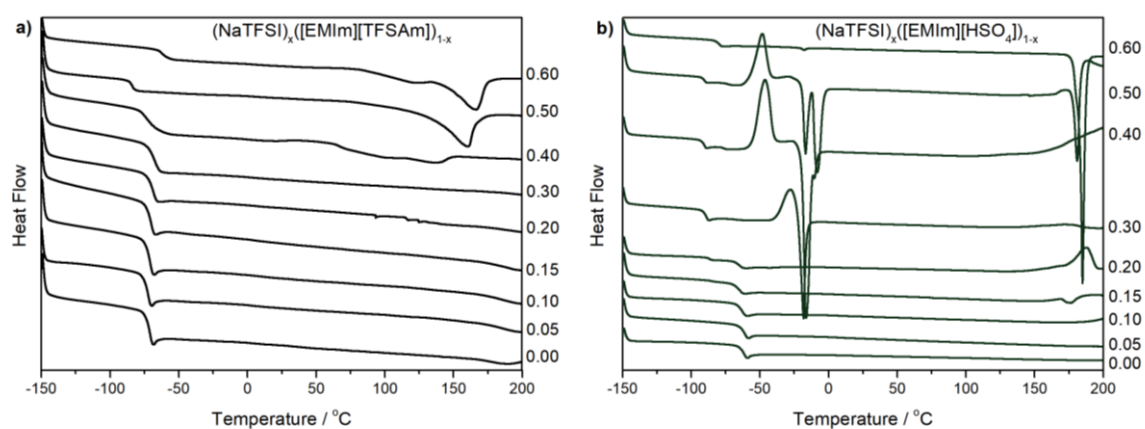 a) (NaTFSI)x([EMIm][TFSAm])1-x
0.60
0.50
0.40
0.30
0.20
0.15
0.10
0.05
0.00
Heat Flow
-150 -100 -50 0 50 100 150 200
Temperature / °C
b) (NaTFSI)x([EMIm][HSO4])1-x
0.60
0.50
0.40
0.30
0.20
0.15
0.10
0.05
0.00
Heat Flow
-150 -100 -50 0 50 100 150 200
Temperature / °C